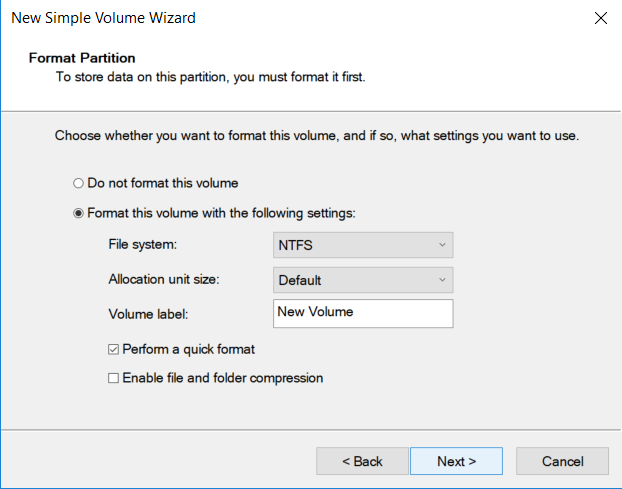 New Simple Volume Wizard
Format Partition
To store data on this partition, you must format it first.
Choose whether you want to format this volume, and if so, what settings you want to use.
Do not format this volume
Format this volume with the following settings:
File system: NTFS
Allocation unit size: Default
Volume label: New Volume
Perform a quick format
Enable file and folder compression
< Back Next > Cancel